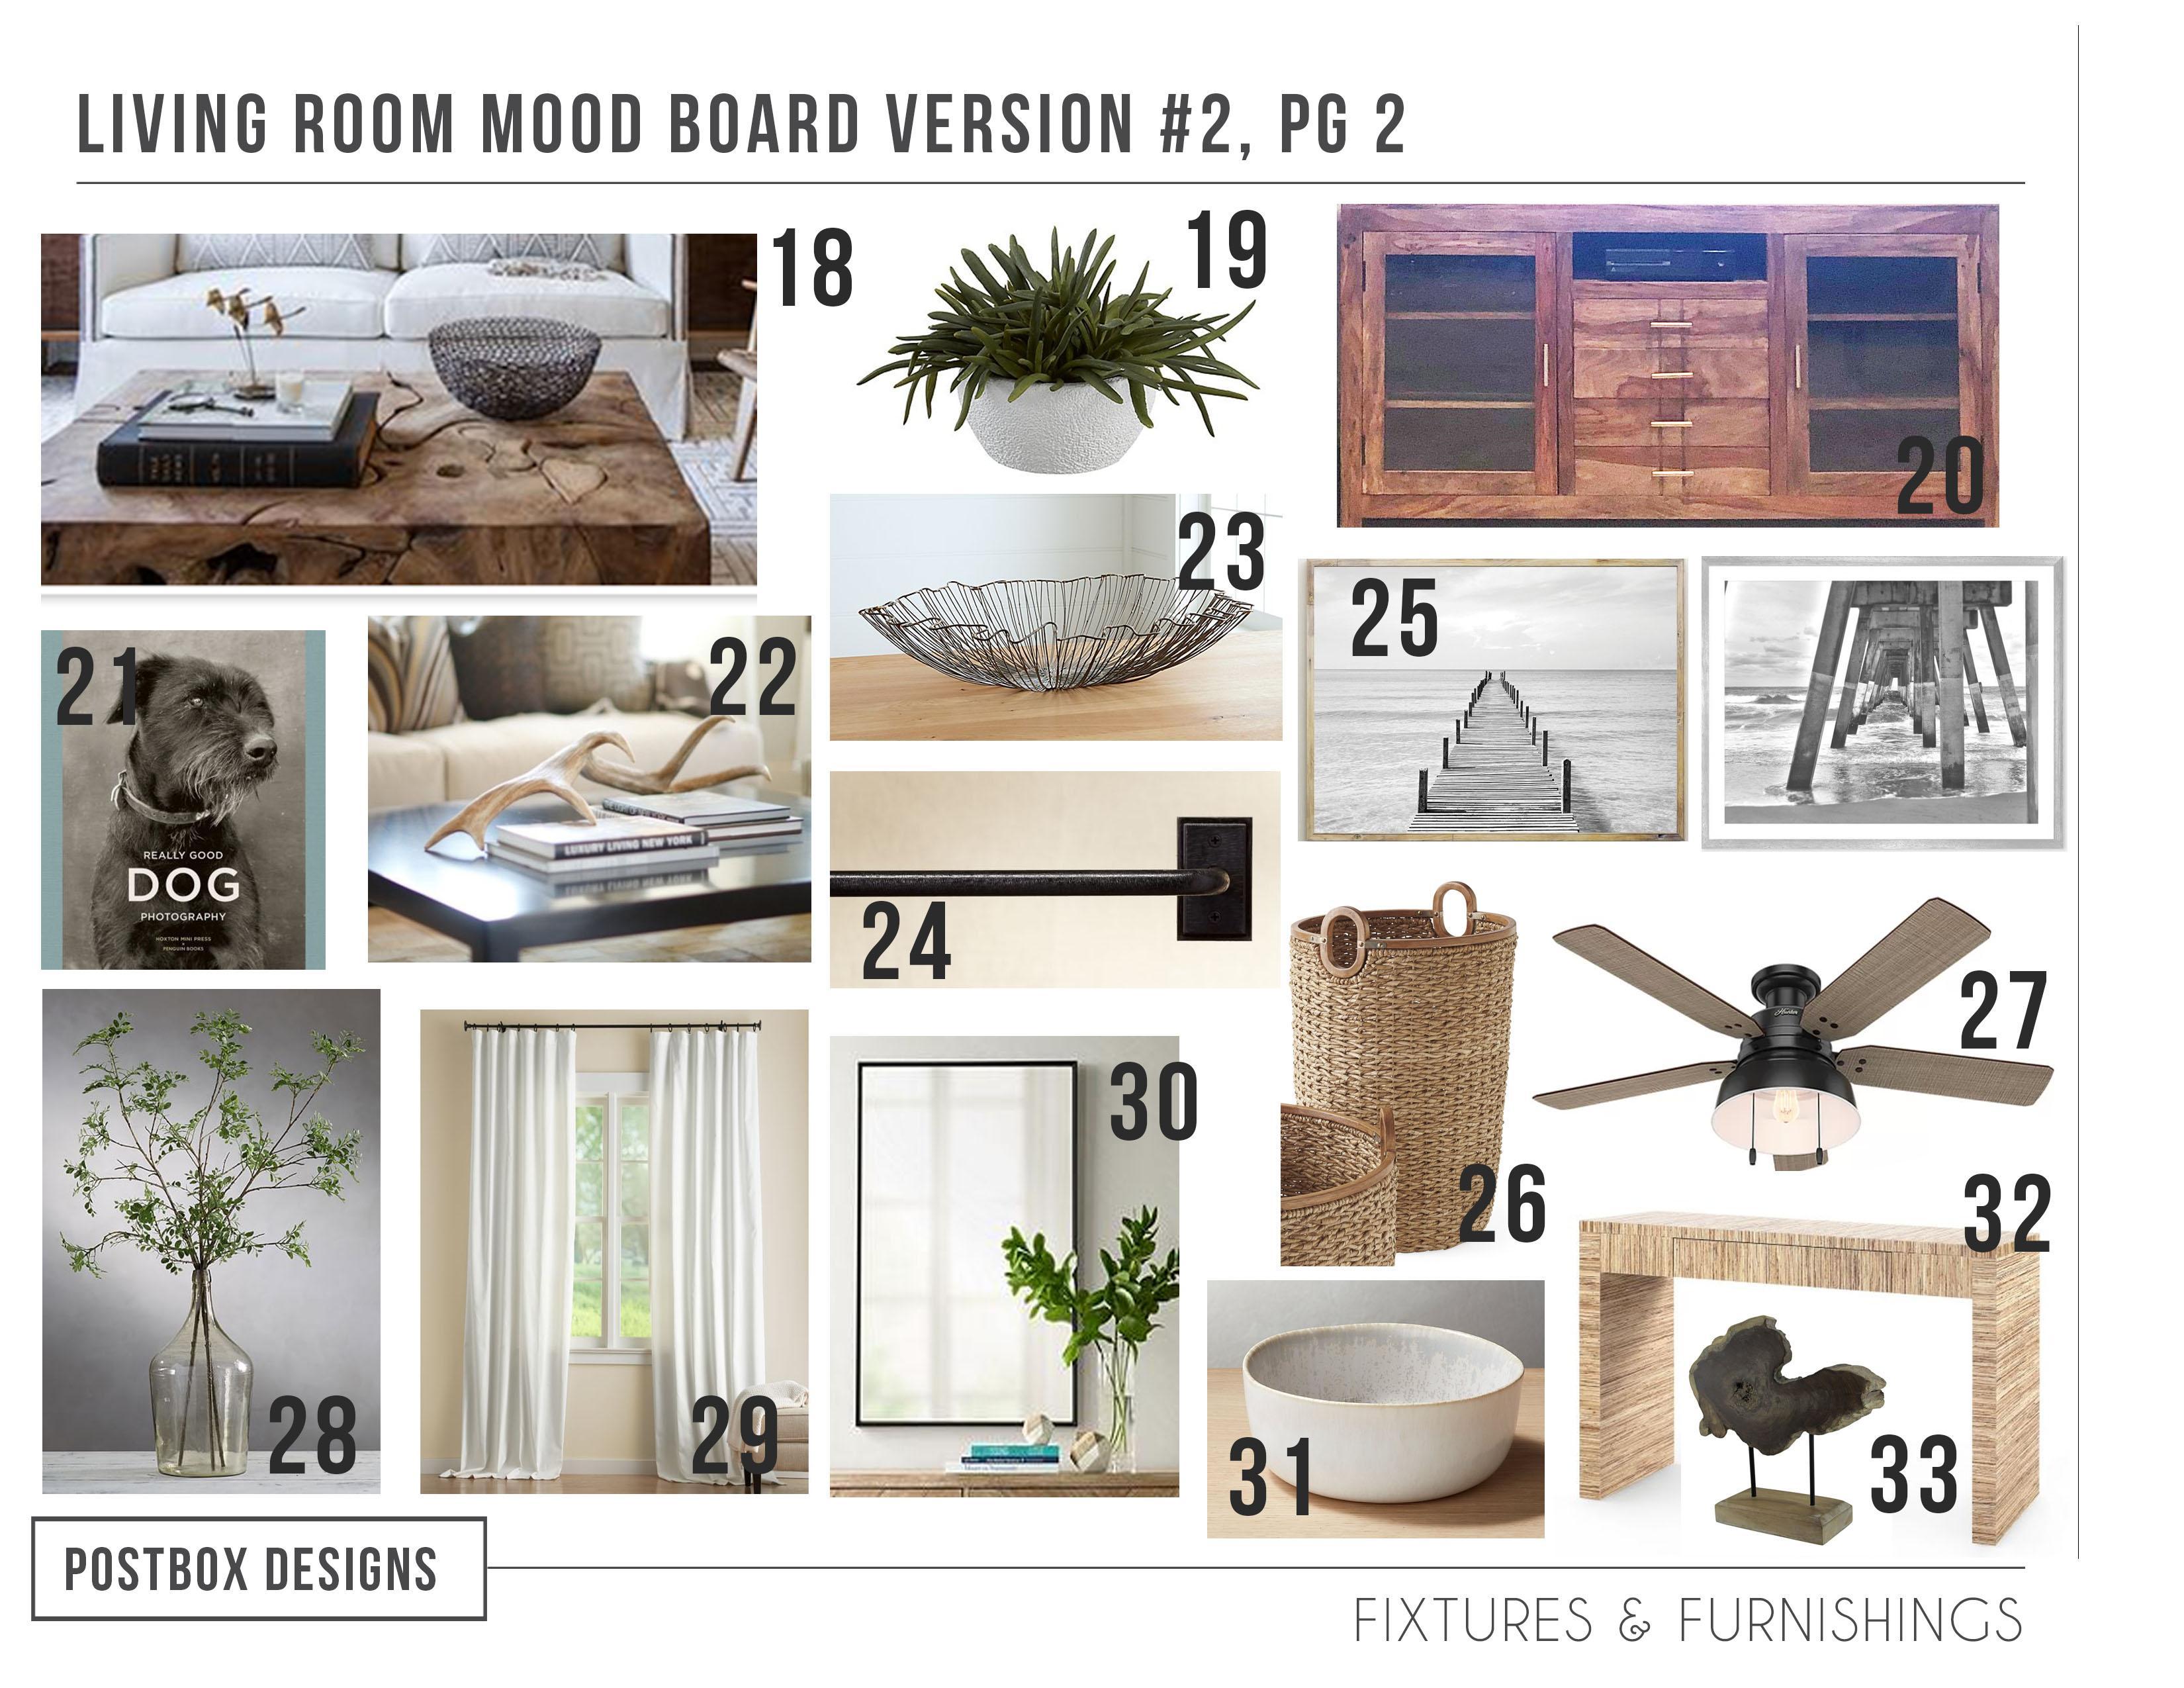 LIVING ROOM MOOD BOARD VERSION #2, PG 2
18
19
20
21
REALLY GOOD
DOG
PHOTOGRAPHY
HOXTON MINI PRESS
PENGUIN BOOKS
22
LUXURY LIVING NEW YORK
23
24
25
26
27
Hunter
28
29
30
31
32
33
POSTBOX DESIGNS
FIXTURES & FURNISHINGS